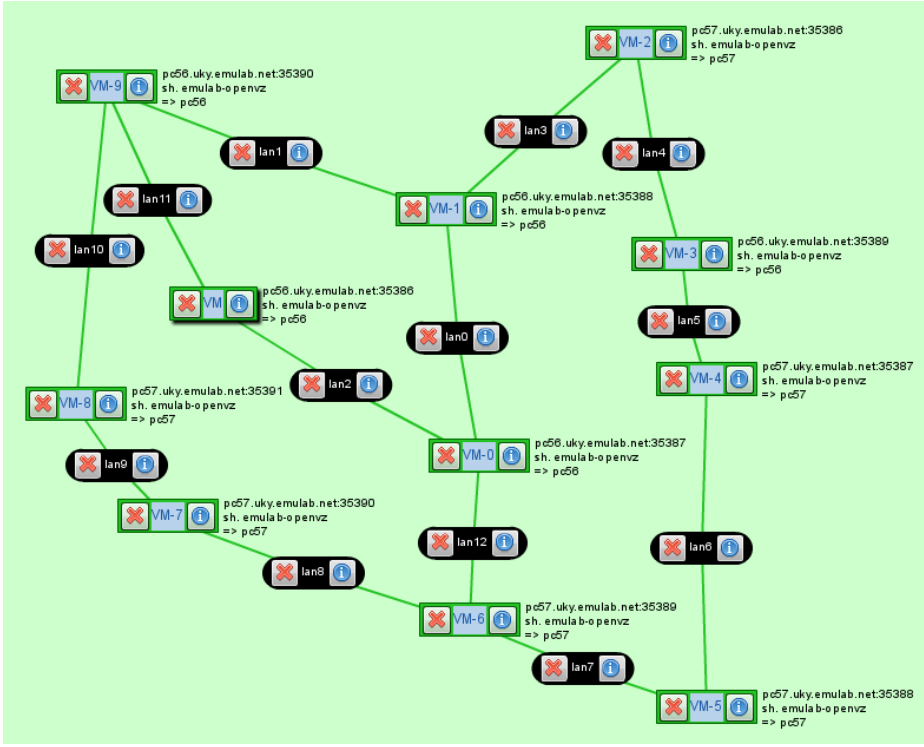 VM-2
pc57.uky.emulab.net:35386
sh. emulab-openvz
=> pc57
VM-9
pc56.uky.emulab.net:35390
sh. emulab-openvz
=> pc56
lan3
lan1
lan4
lan11
VM-1
pc56.uky.emulab.net:35388
sh. emulab-openvz
=> pc56
lan10
VM-3
pc56.uky.emulab.net:35389
sh. emulab-openvz
=> pc56
VM
pc56.uky.emulab.net:35386
sh. emulab-openvz
=> pc56
lan5
lan0
lan2
VM-4
pc57.uky.emulab.net:35387
sh. emulab-openvz
=> pc57
VM-8
pc57.uky.emulab.net:35391
sh. emulab-openvz
=> pc57
lan9
VM-0
pc56.uky.emulab.net:35387
sh. emulab-openvz
=> pc56
VM-7
pc57.uky.emulab.net:35390
sh. emulab-openvz
=> pc57
lan12
lan6
lan8
VM-6
pc57.uky.emulab.net:35389
sh. emulab-openvz
=> pc57
lan7
VM-5
pc57.uky.emulab.net:35388
sh. emulab-openvz
=> pc57